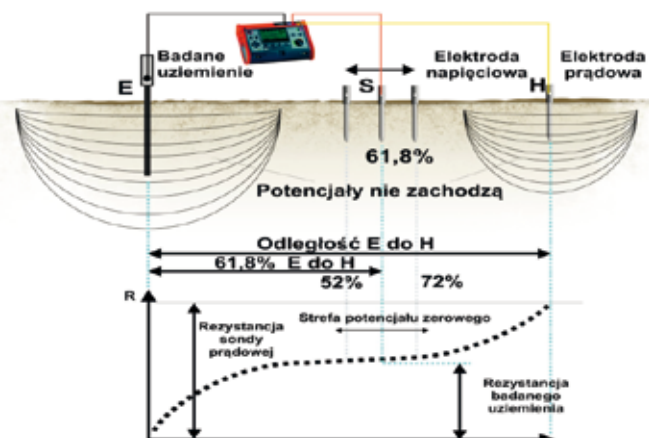 Badane
uziemienie
E
S
Elektroda
napięciowa
H
Elektroda
prądowa
61,8%
Potencjały nie zachodzą
Odległość E do H
61,8% E do H
52%
72%
R
Strefa potencjału zerowego
Rezystancja
sondy
prądowej
Rezystancja
badanego
uziemienia